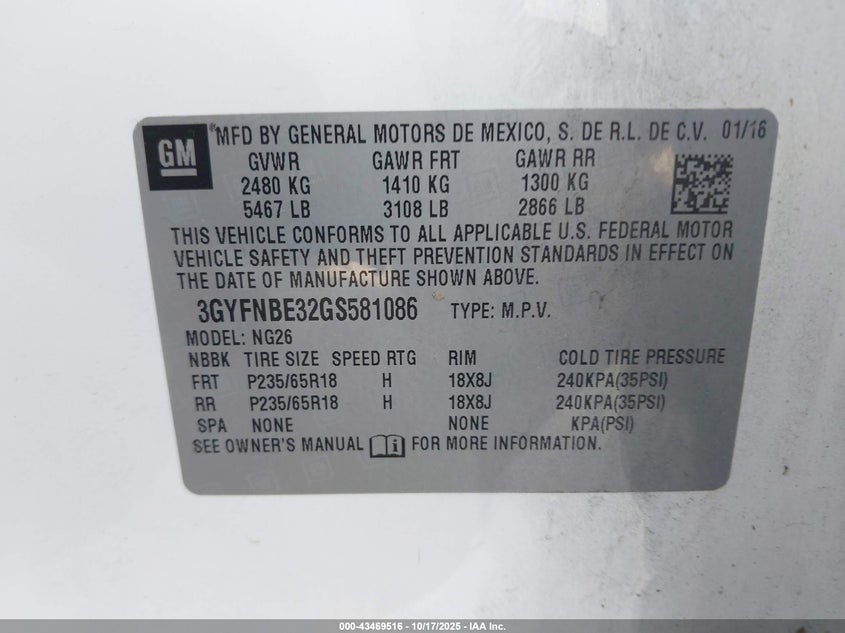 GM ® MFD BY GENERAL MOTORS DE MEXICO, S. DE R.L. DE C.V. 01/16
GVWR GAWR FRT GAWR RR
2480 KG 1410 KG 1300 KG
5467 LB 3108 LB 2866 LB
THIS VEHICLE CONFORMS TO ALL APPLICABLE U.S. FEDERAL MOTOR
VEHICLE SAFETY AND THEFT PREVENTION STANDARDS IN EFFECT ON
THE DATE OF MANUFACTURE SHOWN ABOVE.
3GYFNBE32GS581086 TYPE: M.P.V.
MODEL: NG26
NBBK TIRE SIZE SPEED RTG RIM COLD TIRE PRESSURE
FRT P235/65R18 H 18X8J 240KPA(35PSI)
RR P235/65R18 H 18X8J 240KPA(35PSI)
SPA NONE NONE KPA(PSI)
SEE OWNER'S MANUAL FOR MORE INFORMATION.
000-43469516 - 10/17/2025 - IAA Inc.